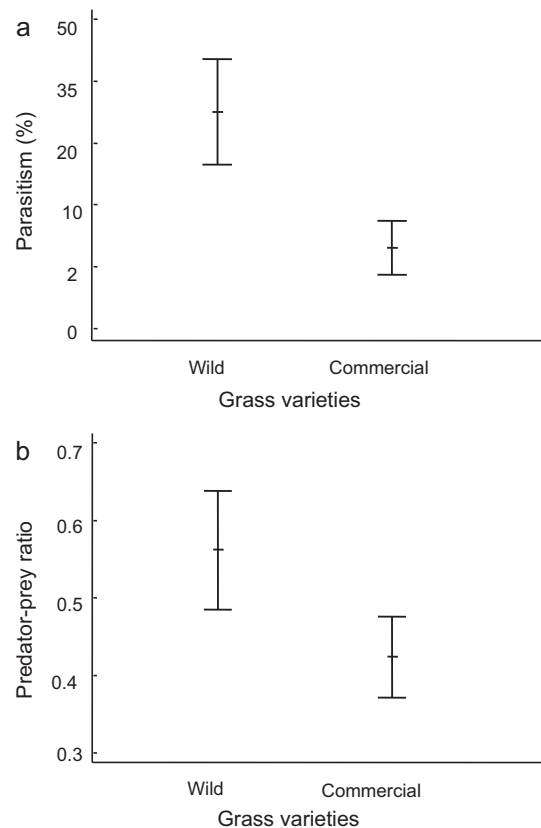 a
Parasitism (%)
50
35
20
10
2
0
Wild Commercial
Grass varieties
b
Predator-prey ratio
0.7
0.6
0.5
0.4
0.3
Wild Commercial
Grass varieties